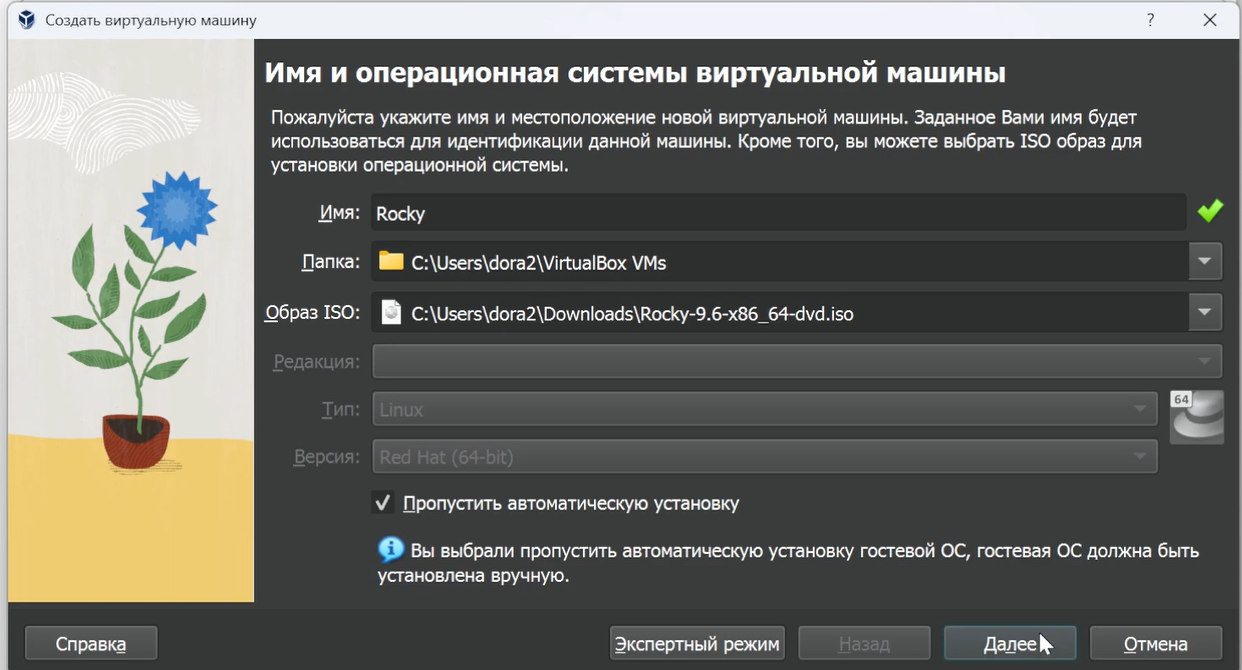 Создать виртуальную машину
?
Имя и операционная системы виртуальной машины
Пожалуйста укажите имя и местоположение новой виртуальной машины. Заданное Вами имя будет
использоваться для идентификации данной машины. Кроме того, вы можете выбрать ISO образ для
установки операционной системы.
Имя: Rocky
Папка: C:\Users\dora2\VirtualBox VMs
Образ ISO: C:\Users\dora2\Downloads\Rocky-9.6-x86_64-dvd.iso
Редакция:
Тип: Linux
64
Версия: Red Hat (64-bit)
Пропустить автоматическую установку
Вы выбрали пропустить автоматическую установку гостевой ОС, гостевая ОС должна быть
установлена вручную.
Справка Экспертный режим Назад Далее Отмена